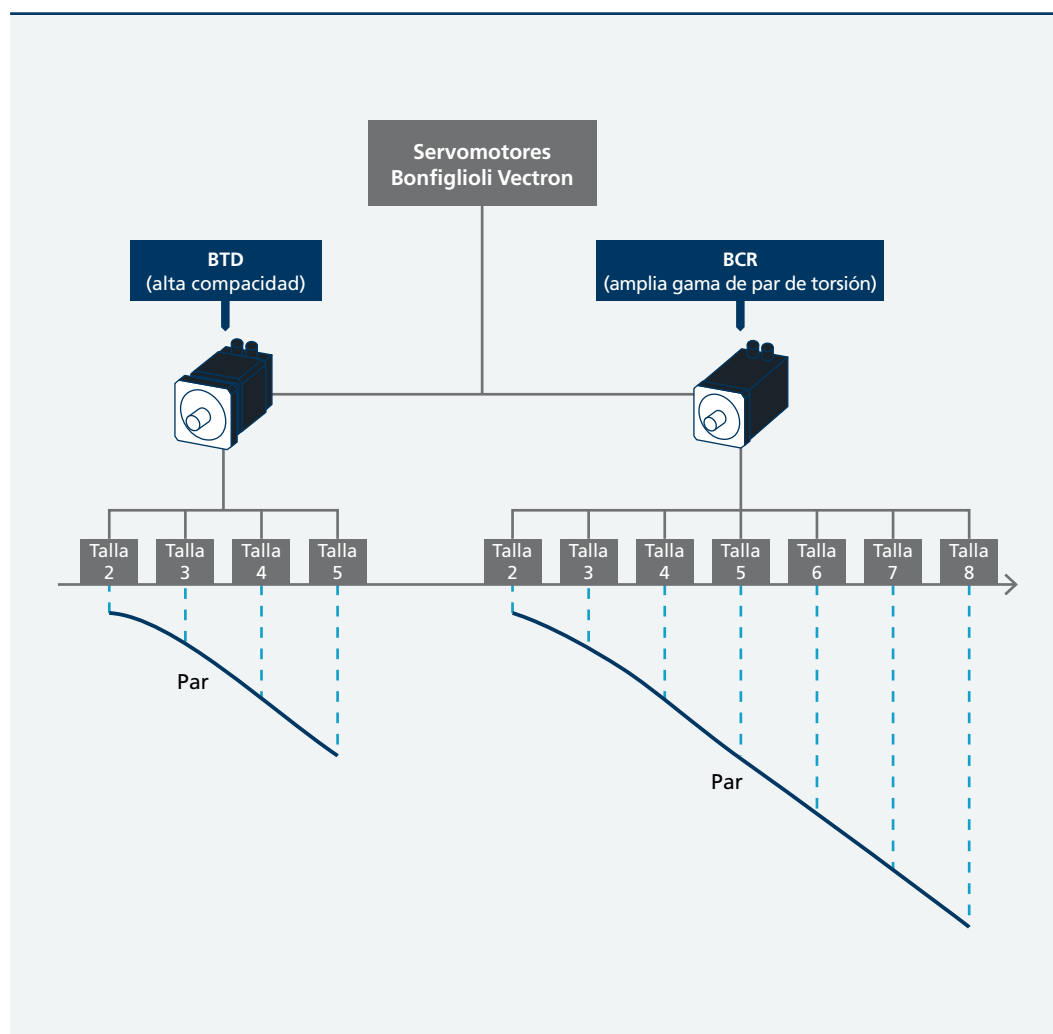 Servomotores
Bonfiglioli Vectron
BTD
(alta compacidad)
BCR
(amplia gama de par de torsión)
Talla
2
Talla
3
Talla
4
Talla
5
Talla
2
Talla
3
Talla
4
Talla
5
Talla
6
Talla
7
Talla
8
Par
Par